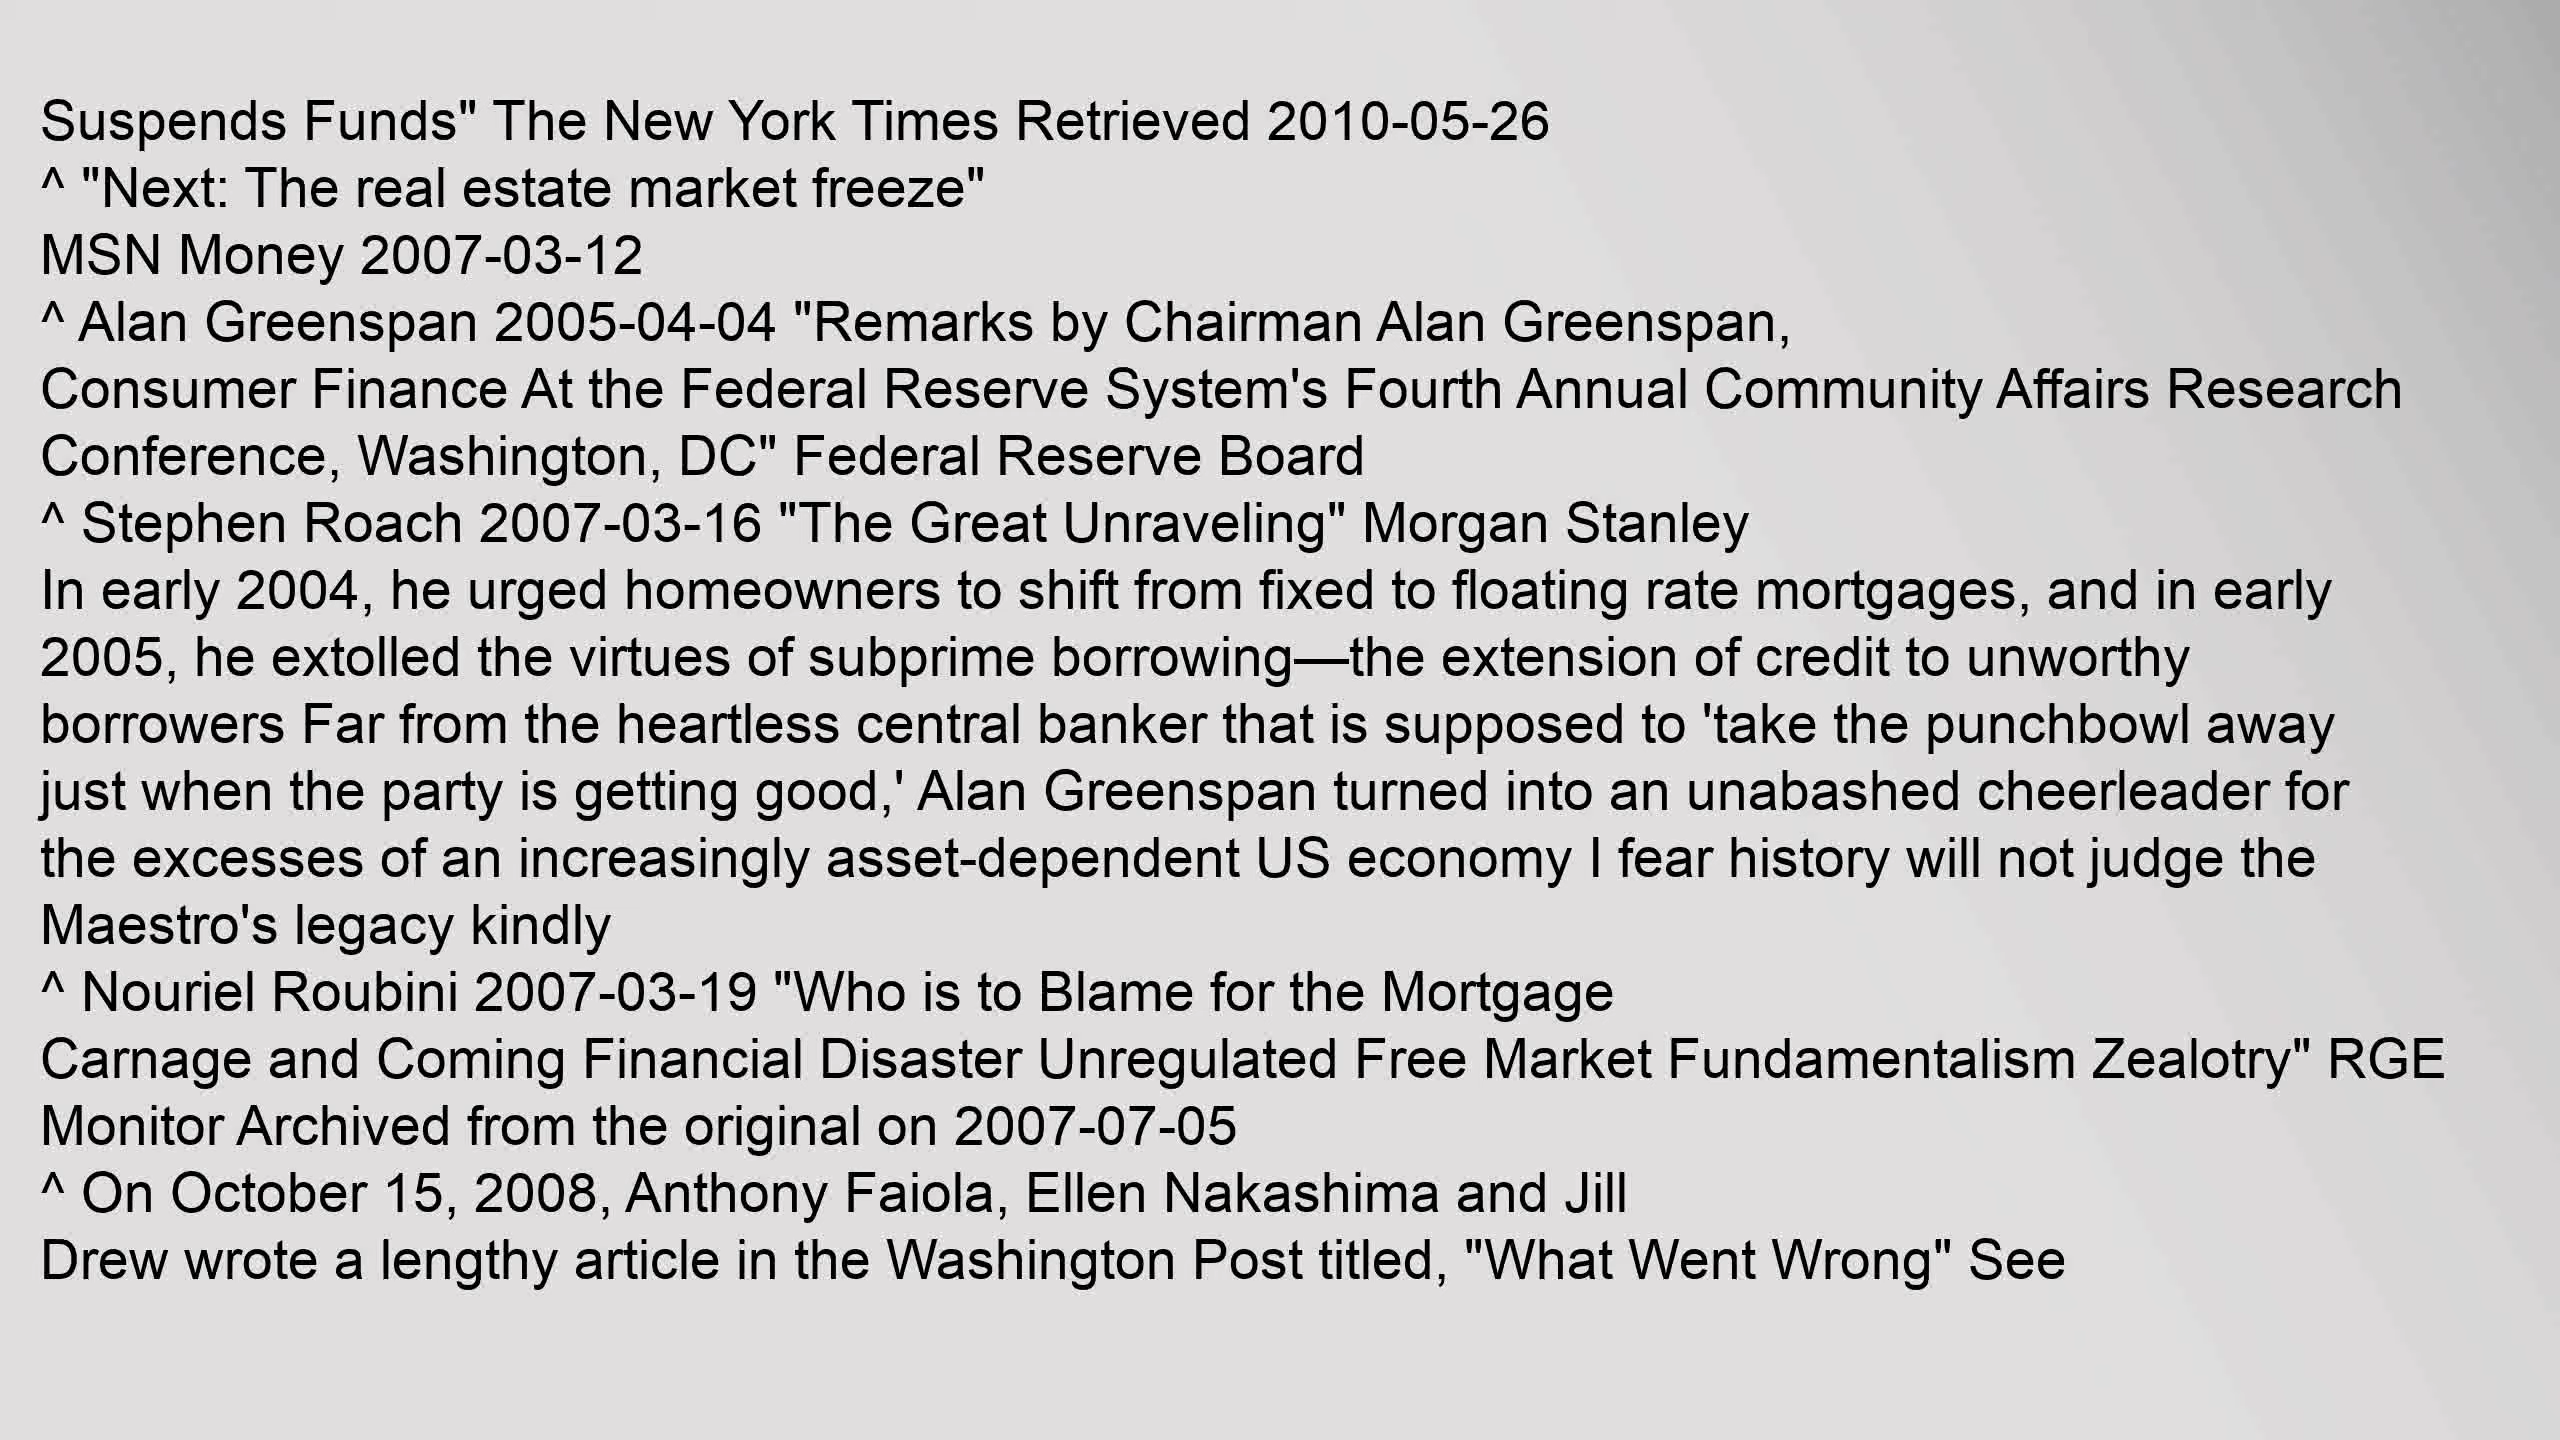 Suspends Funds" The New York Times Retrieved 2010-05-26
^ "Next: The real estate market freeze"
MSN Money 2007-03-12
^ Alan Greenspan 2005-04-04 "Remarks by Chairman Alan Greenspan,
Consumer Finance At the Federal Reserve System's Fourth Annual Community Affairs Research
Conference, Washington, DC" Federal Reserve Board
^ Stephen Roach 2007-03-16 "The Great Unraveling" Morgan Stanley
In early 2004, he urged homeowners to shift from fixed to floating rate mortgages, and in early
2005, he extolled the virtues of subprime borrowing—the extension of credit to unworthy
borrowers Far from the heartless central banker that is supposed to 'take the punchbowl away
just when the party is getting good,' Alan Greenspan turned into an unabashed cheerleader for
the excesses of an increasingly asset-dependent US economy I fear history will not judge the
Maestro's legacy kindly
^ Nouriel Roubini 2007-03-19 "Who is to Blame for the Mortgage
Carnage and Coming Financial Disaster Unregulated Free Market Fundamentalism Zealotry" RGE
Monitor Archived from the original on 2007-07-05
^ On October 15, 2008, Anthony Faiola, Ellen Nakashima and Jill
Drew wrote a lengthy article in the Washington Post titled, "What Went Wrong" See